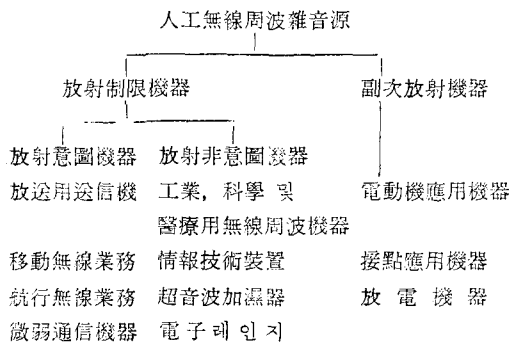 人工無線周波雜音源
放射制限機器 副次放射機器
放射意圖機器 放射非意圖機器
放送用送信機 工業, 科學 및 電動機應用機器
醫療用無線周波機器
移動無線業務 情報技術裝置 接點應用機器
航行無線業務 超音波加濕器 放電機器
微弱通信機器 電子레인지